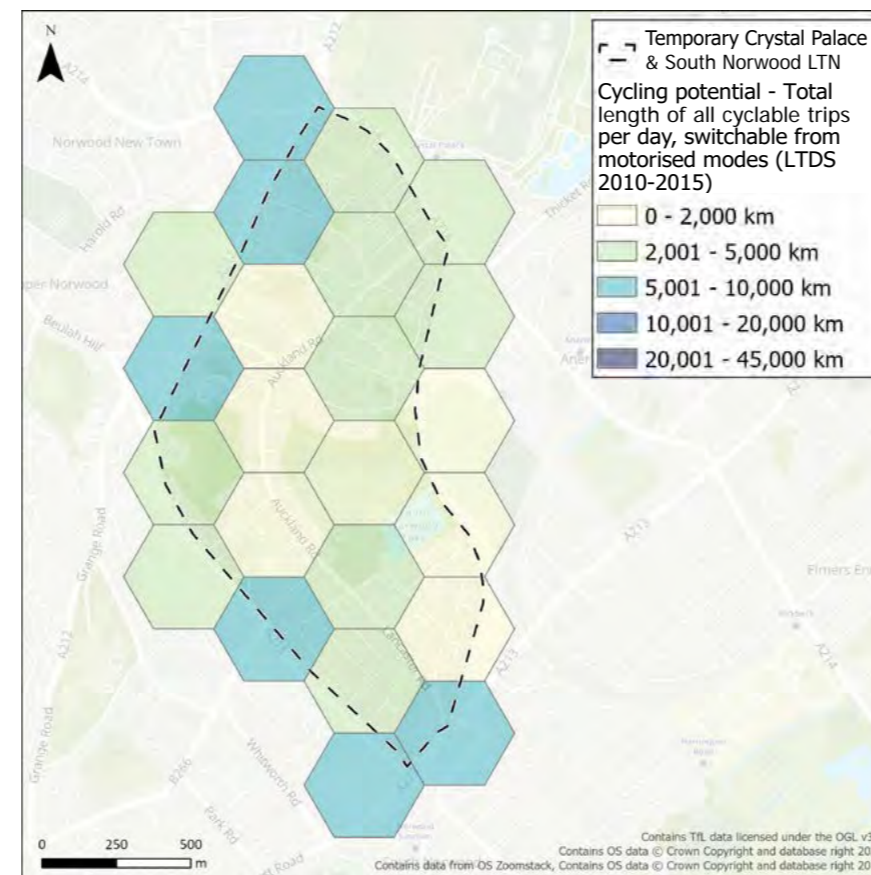 N
Temporary Crystal Palace
& South Norwood LTN
Cycling potential - Total
length of all cyclable trips
per day, switchable from
motorised modes (LTDS
2010-2015)
0 - 2,000 km
2,001 - 5,000 km
5,001 - 10,000 km
10,001 - 20,000 km
20,001 - 45,000 km
A212
A214
Norwood New Town
Harold Rd
Thicket
per Norwood
Beulah Hill
Auckland Rd
Grange Road
Auckland Rd
A213
Elmers En
A212
Lancaster Rd
A213
A214
Grange Road
Whitworth Rd
B266
Park Rd
0 250 500
m
Contains TfL data licensed under the OGL v3
Contains OS data © Crown Copyright and database right 20
Contains data from OS Zoomstack, Contains OS data © Crown Copyright and database right 20